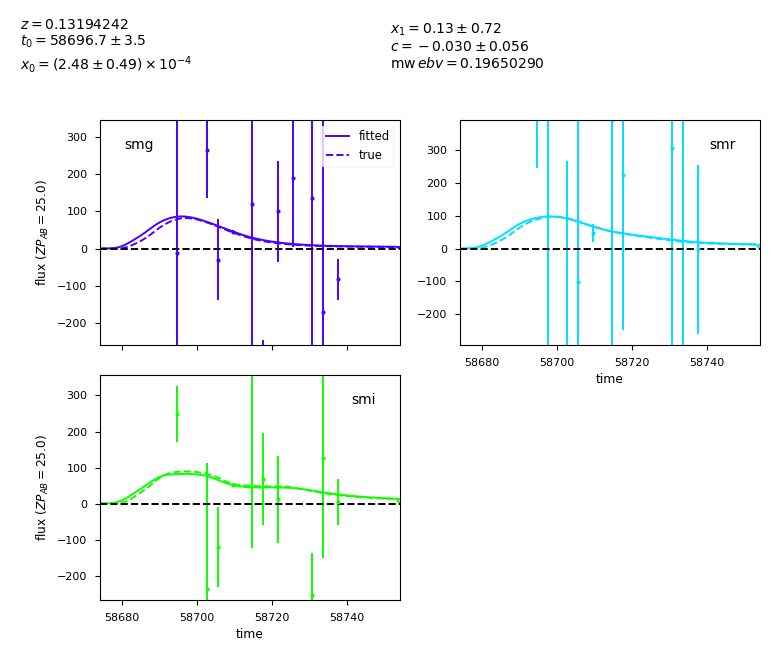 z = 0.13194242
t₀ = 58696.7 ± 3.5
x₀ = (2.48 ± 0.49) × 10⁻⁴
x₁ = 0.13 ± 0.72
c = −0.030 ± 0.056
mw ebv = 0.19650290
smg
fitted
true
300
200
100
0
−100
−200
flux (ZP_AB = 25.0)
smr
300
200
100
0
−100
−200
58680 58700 58720 58740
time
smi
300
200
100
0
−100
−200
flux (ZP_AB = 25.0)
58680 58700 58720 58740
time